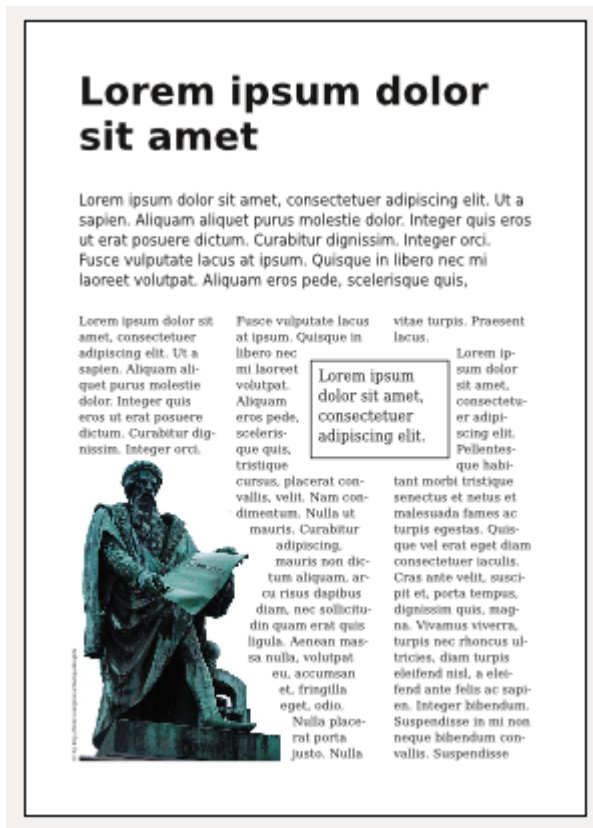 Lorem ipsum dolor
sit amet
Lorem ipsum dolor sit amet, consectetuer adipiscing elit. Ut a
sapien. Aliquam aliquet purus molestie dolor. Integer quis eros
ut erat posuere dictum. Curabitur dignissim. Integer orci.
Fusce vulputate lacus at ipsum. Quisque in libero nec mi
laoreet volutpat. Aliquam eros pede, scelerisque quis,
Lorem ipsum dolor sit
amet, consectetuer
adipiscing elit. Ut a
sapien. Aliquam ali-
quet purus molestie
dolor. Integer quis
eros ut erat posuere
dictum. Curabitur dig-
nissim. Integer orci.
Fusce vulputate lacus
at ipsum. Quisque in
libero nec
mi laoreet
volutpat.
Aliquam
eros pede,
sceleris-
que quis,
tristique
cursus, placerat con-
vallis, velit. Nam con-
dimentum. Nulla ut
mauris. Curabitur
adipiscing,
mauris non dic-
tum aliquam, ar-
cu risus dapibus
diam, nec sollicitu-
din quam erat quis
ligula. Aenean mas-
sa nulla, volutpat
eu, accumsan
et, fringilla
eget, odio.
Nulla place-
rat porta
justo. Nulla
Lorem ipsum
dolor sit amet,
consectetuer
adipiscing elit.
vitae turpis. Praesent
lacus.
Lorem ip-
sum dolor
sit amet,
consectetu-
er adipi-
scing elit.
Pellentes-
que habi-
tant morbi tristique
senectus et netus et
malesuada fames ac
turpis egestas. Quis-
que vel erat eget diam
consectetuer iaculis.
Cras ante velit, susci-
pit et, porta tempus,
dignissim quis, mag-
na. Vivamus viverra,
turpis nec rhoncus ul-
tricies, diam turpis
eleifend nisl, a elei-
fend ante felis ac sapi-
en. Integer bibendum.
Suspendisse in mi non
neque bibendum con-
vallis. Suspendisse